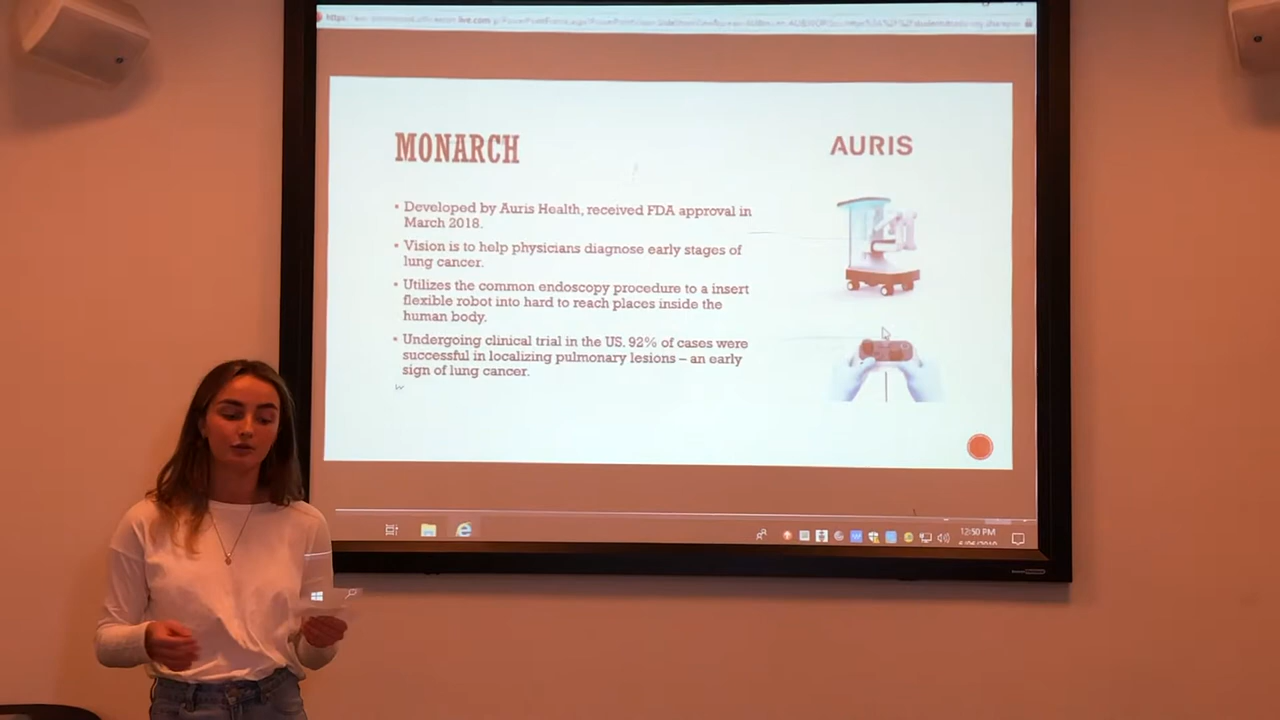 MONARCH
AURIS
• Developed by Auris Health, received FDA approval in
March 2018.
• Vision is to help physicians diagnose early stages of
lung cancer.
• Utilizes the common endoscopy procedure to a insert
flexible robot into hard to reach places inside the
human body.
• Undergoing clinical trial in the US. 92% of cases were
successful in localizing pulmonary lesions – an early
sign of lung cancer.
12:50 PM